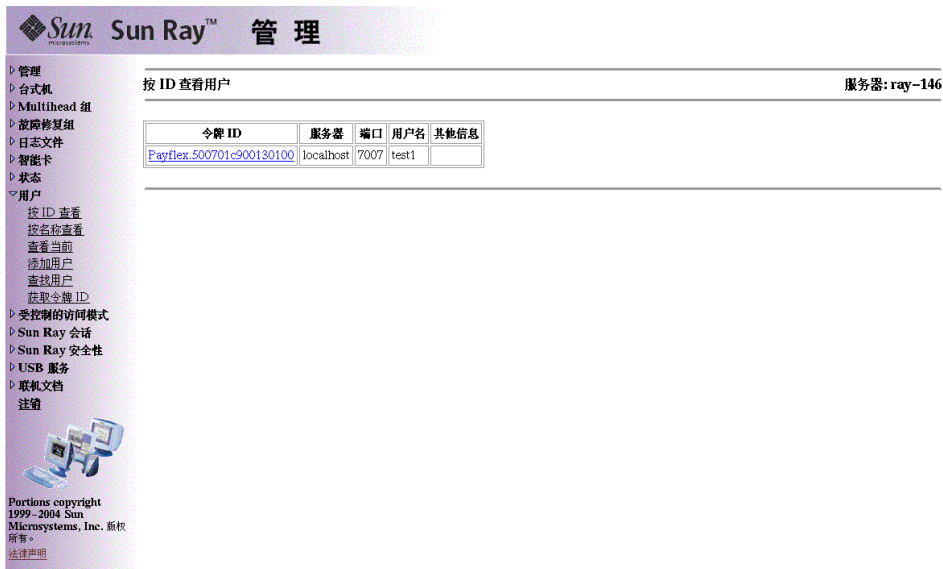 Sun microsystems Sun Ray™ 管 理
管理
台式机
Multihead 组
故障修复组
日志文件
智能卡
状态
用户
按 ID 查看
按名称查看
查看当前
添加用户
查找用户
获取令牌 ID
受控制的访问模式
Sun Ray 会话
Sun Ray 安全性
USB 服务
联机文档
注销
Portions copyright
1999-2004 Sun
Microsystems, Inc. 版权
所有。
法律声明
按 ID 查看用户 服务器: ray-146
令牌 ID 服务器 端口 用户名 其他信息
Payflex.500701c900130100 localhost 7007 test1